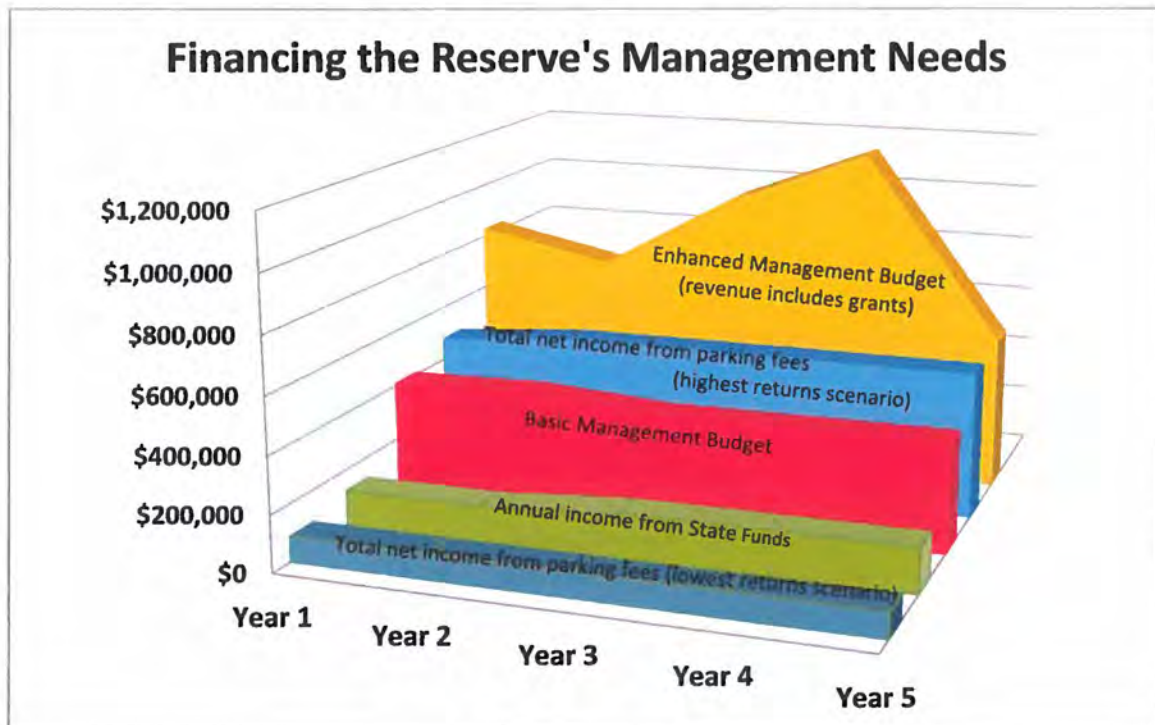 Financing the Reserve's Management Needs
$1,200,000
$1,000,000
$800,000
$600,000
$400,000
$200,000
$0
Enhanced Management Budget
(revenue includes grants)
Total net income from parking fees
(highest returns scenario)
Basic Management Budget
Annual income from State Funds
Total net income from parking fees (lowest returns scenario)
Year 1
Year 2
Year 3
Year 4
Year 5